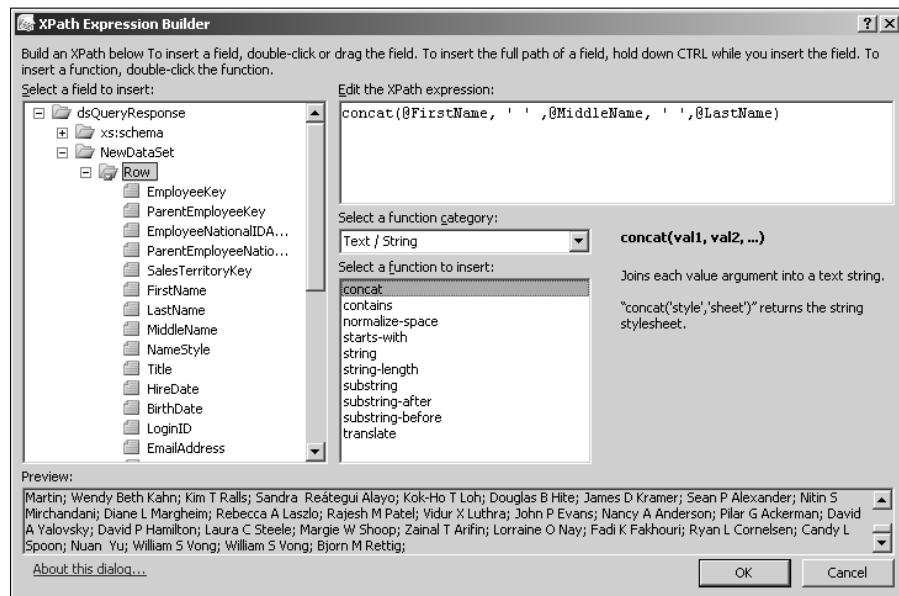 XPath Expression Builder
Build an XPath below To insert a field, double-click or drag the field. To insert the full path of a field, hold down CTRL while you insert the field. To
insert a function, double-click the function.
Select a field to insert:
dsQueryResponse
xs:schema
NewDataSet
Row
EmployeeKey
ParentEmployeeKey
EmployeeNationalIDA...
ParentEmployeeNatio...
SalesTerritoryKey
FirstName
LastName
MiddleName
NameStyle
Title
HireDate
BirthDate
LoginID
EmailAddress
Edit the XPath expression:
concat(@FirstName, ' ' ,@MiddleName, ' ',@LastName)
Select a function category:
Text / String
Select a function to insert:
concat
contains
normalize-space
starts-with
string
string-length
substring
substring-after
substring-before
translate
concat(val1, val2, ...)
Joins each value argument into a text string.
"concat('style','sheet')" returns the string
stylesheet.
Preview:
Martin; Wendy Beth Kahn; Kim T Ralls; Sandra  Reátegui Alayo; Kok-Ho T Loh; Douglas B Hite; James D Kramer; Sean P Alexander; Nitin S
Mirchandani; Diane L Margheim; Rebecca A Laszlo; Rajesh M Patel; Vidur X Luthra; John P Evans; Nancy A Anderson; Pilar G Ackerman; David
A Yalovsky; David P Hamilton; Laura C Steele; Margie W Shoop; Zainal T Arifin; Lorraine O Nay; Fadi K Fakhouri; Ryan L Cornelsen; Candy L
Spoon; Nuan  Yu; William S Vong; William S Vong; Bjorn M Rettig;
About this dialog...
OK
Cancel